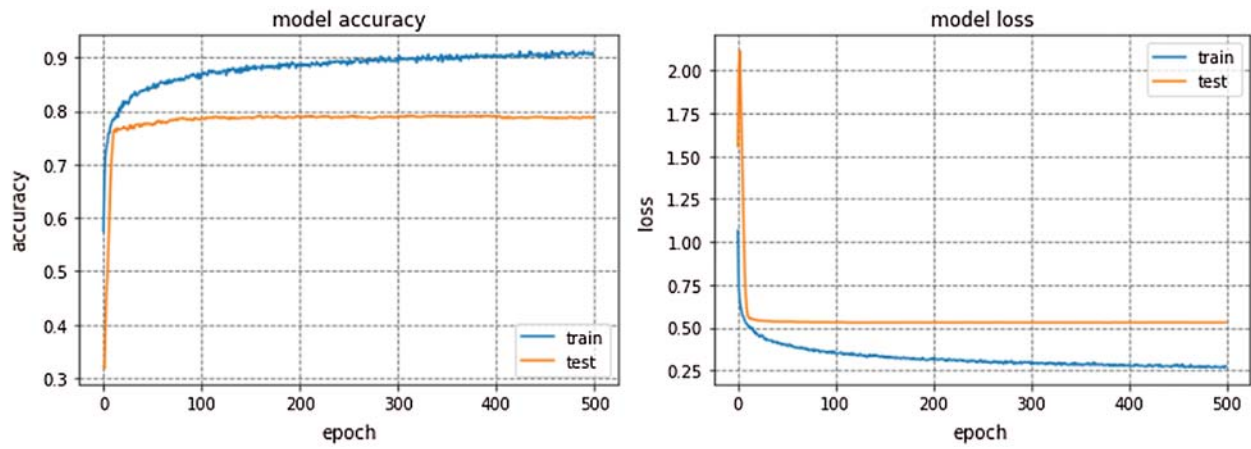 model accuracy
accuracy
0.9
0.8
0.7
0.6
0.5
0.4
0.3
train
test
0 100 200 300 400 500
epoch
model loss
loss
2.00
1.75
1.50
1.25
1.00
0.75
0.50
0.25
train
test
0 100 200 300 400 500
epoch